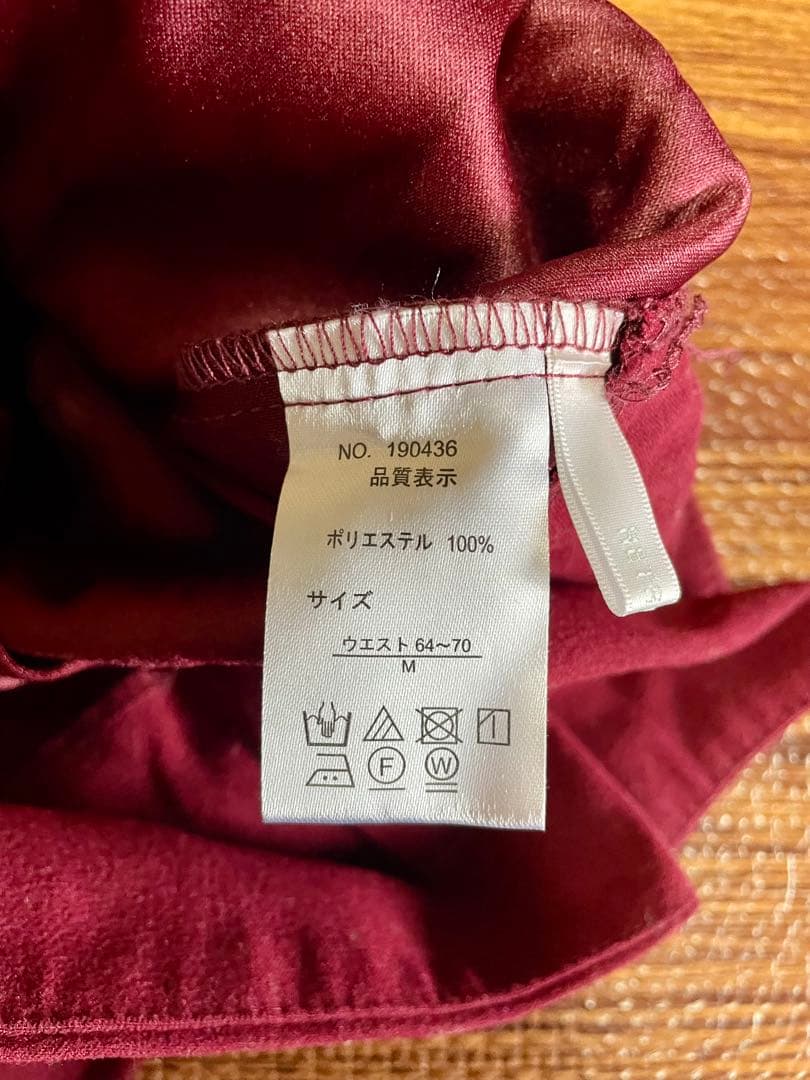 NO. 190436
品質表示
ポリエステル 100%
サイズ
ウエスト 64〜70
M
F W